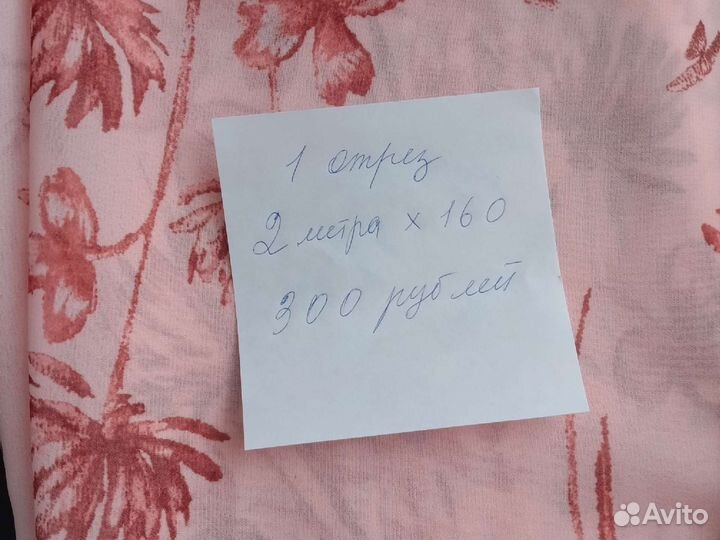 1 отрез
2 метра х 160
300 рублей
Avito